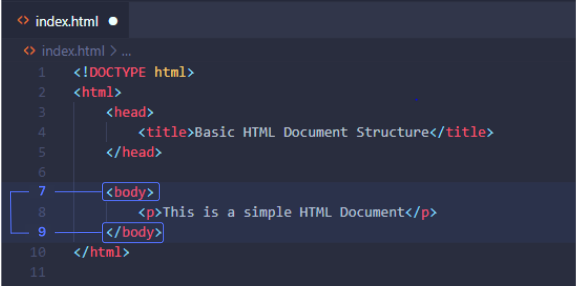 <> index.html ●
<> index.html > ...
1 <!DOCTYPE html>
2 <html>
3 <head>
4 <title>Basic HTML Document Structure</title>
5 </head>
6
7 <body>
8 <p>This is a simple HTML Document</p>
9 </body>
10 </html>
11